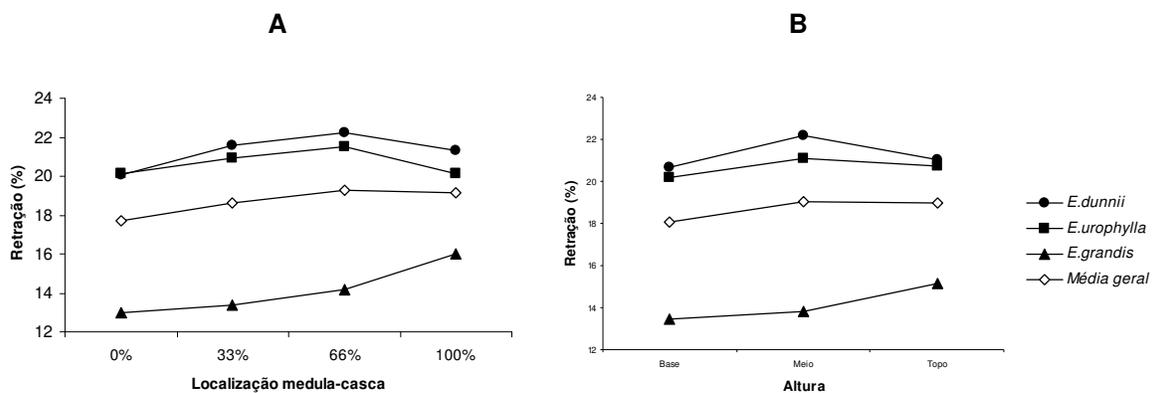 A
B
24
22
20
18
16
14
12
Retração (%)
0%
33%
66%
100%
Localização medula-casca
24
22
20
18
16
14
12
Retração (%)
Base
Meio
Topo
Altura
E.dunnii
E.urophylla
E.grandis
Média geral